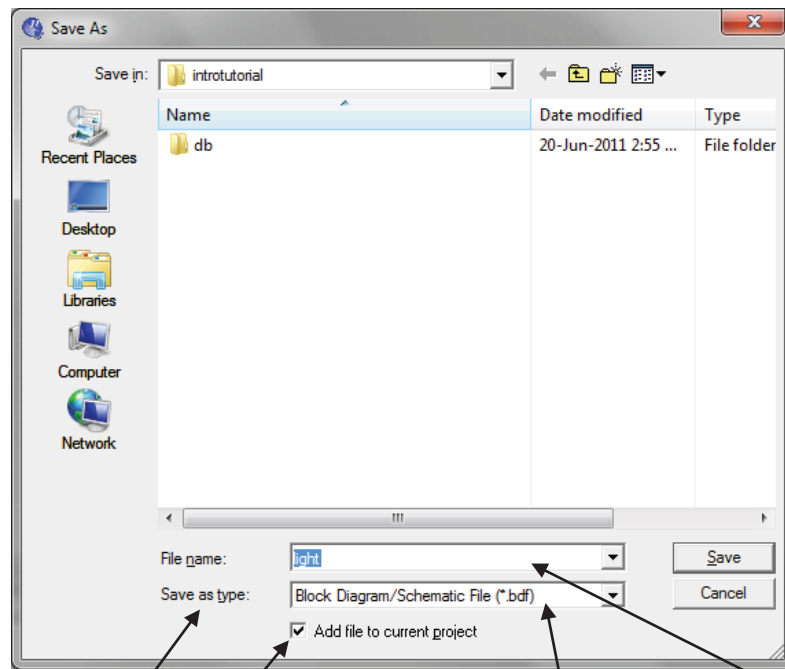 Save As
Save in: introtutorial
Name Date modified Type
db 20-Jun-2011 2:55 ... File folder
Recent Places
Desktop
Libraries
Computer
Network
File name: light Save
Save as type: Block Diagram/Schematic File (*.bdf) Cancel
Add file to current project